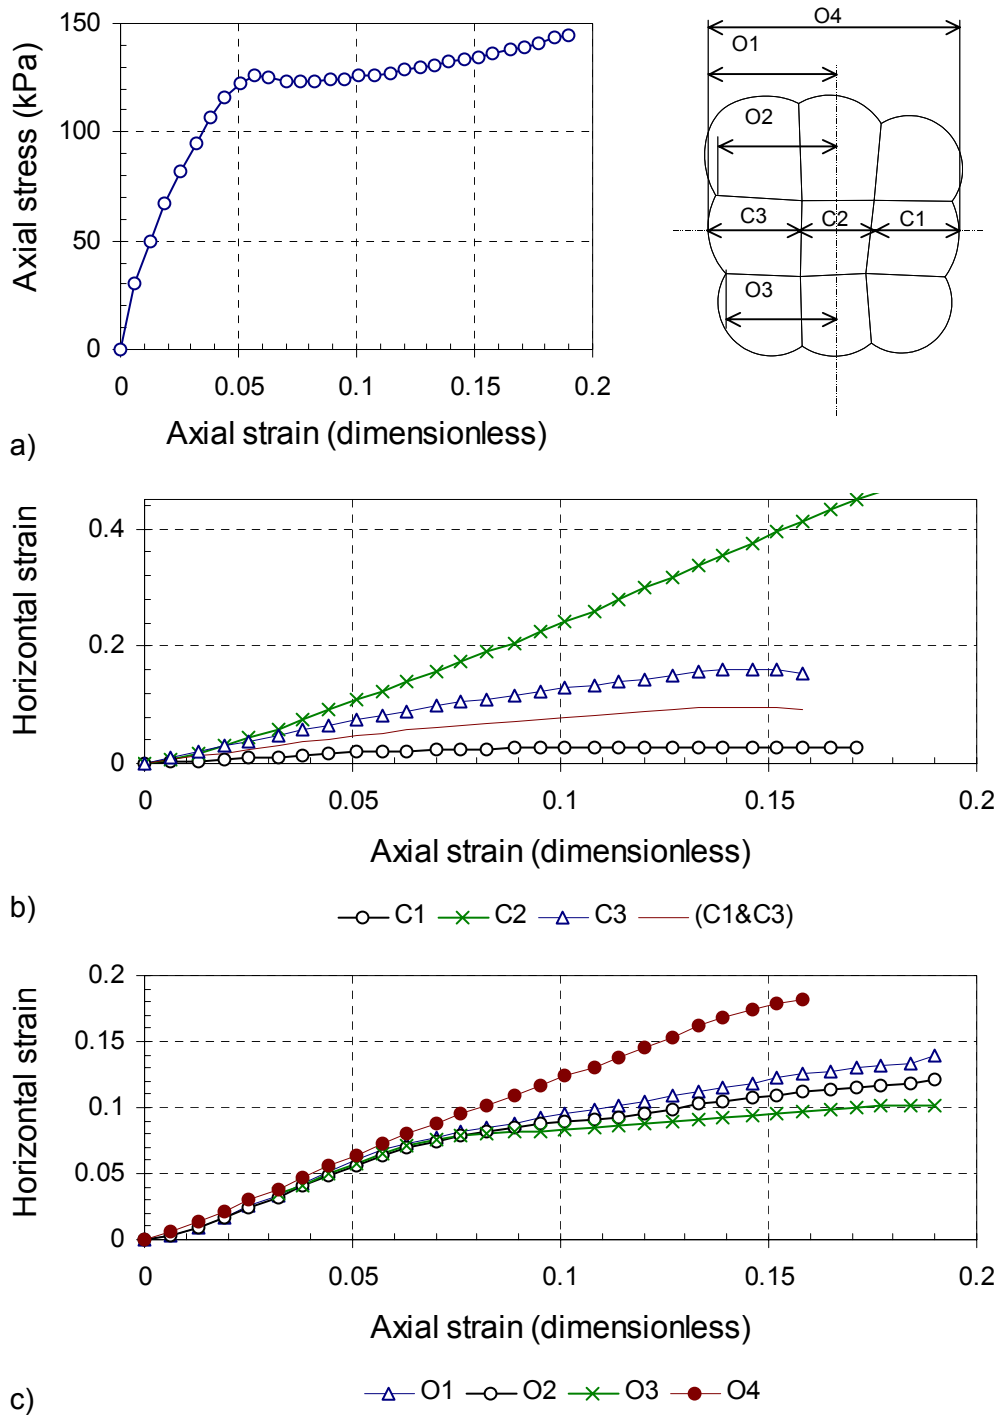 150
100
50
0
Axial stress (kPa)
0 0.05 0.1 0.15 0.2
Axial strain (dimensionless)
a)
O4
O1
O2
C3 C2 C1
O3
0.4
0.2
0
Horizontal strain
0 0.05 0.1 0.15 0.2
Axial strain (dimensionless)
b)
C1 C2 C3 (C1&C3)
0.2
0.15
0.1
0.05
0
Horizontal strain
0 0.05 0.1 0.15 0.2
Axial strain (dimensionless)
c)
O1 O2 O3 O4